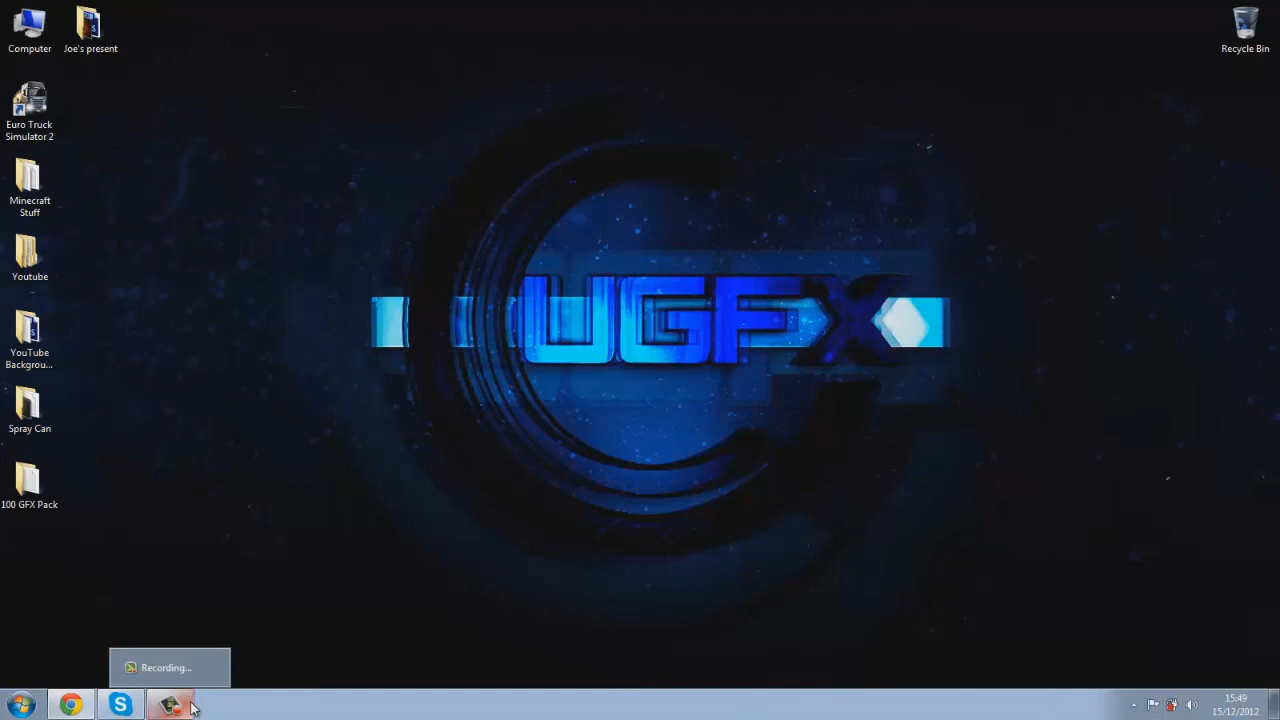 Computer
Joe's present
Recycle Bin
Euro Truck
Simulator 2
Minecraft
Stuff
Youtube
YouTube
Backgrou...
Spray Can
100 GFX Pack
UGFX
Recording...
S
15:49
15/12/2012